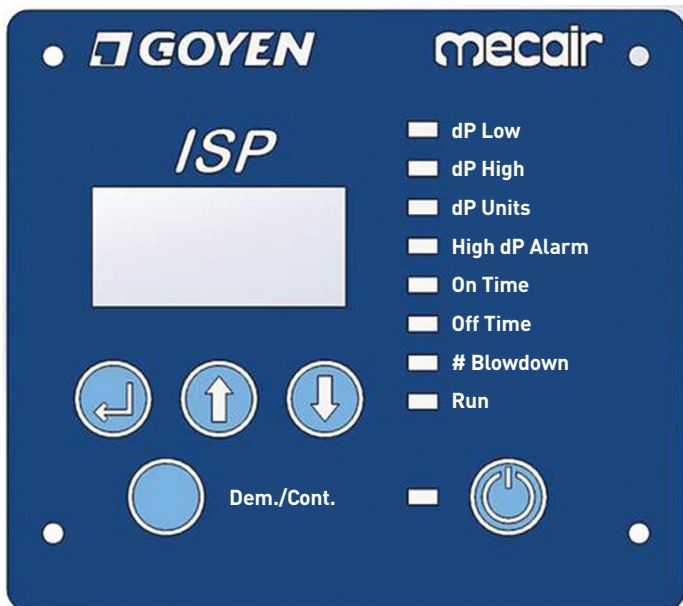 GOYEN mecair
ISP
dP Low
dP High
dP Units
High dP Alarm
On Time
Off Time
# Blowdown
Run
Dem./Cont.